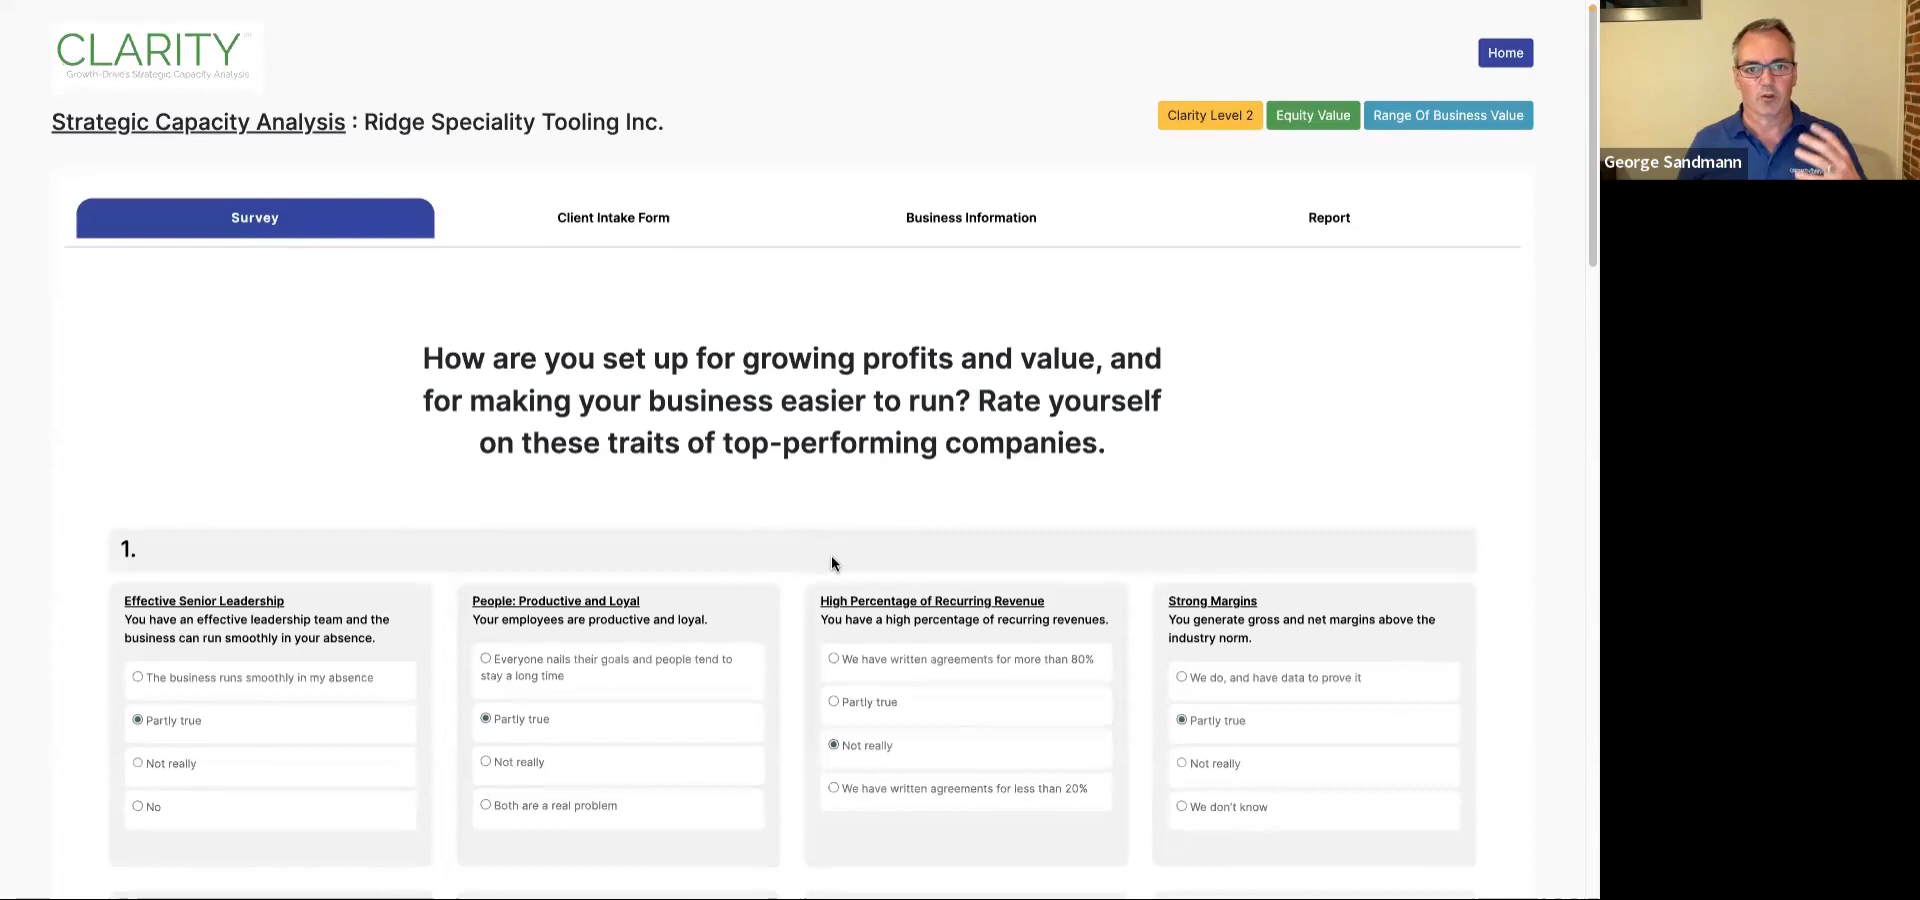 CLARITY
Growth-Drive's Strategic Capacity Analysis
Home
Strategic Capacity Analysis : Ridge Speciality Tooling Inc.
Clarity Level 2
Equity Value
Range Of Business Value
George Sandmann
Survey
Client Intake Form
Business Information
Report
How are you set up for growing profits and value, and
for making your business easier to run? Rate yourself
on these traits of top-performing companies.
1.
Effective Senior Leadership
You have an effective leadership team and the
business can run smoothly in your absence.
The business runs smoothly in my absence
Partly true
Not really
No
People: Productive and Loyal
Your employees are productive and loyal.
Everyone nails their goals and people tend to
stay a long time
Partly true
Not really
Both are a real problem
High Percentage of Recurring Revenue
You have a high percentage of recurring revenues.
We have written agreements for more than 80%
Partly true
Not really
We have written agreements for less than 20%
Strong Margins
You generate gross and net margins above the
industry norm.
We do, and have data to prove it
Partly true
Not really
We don't know